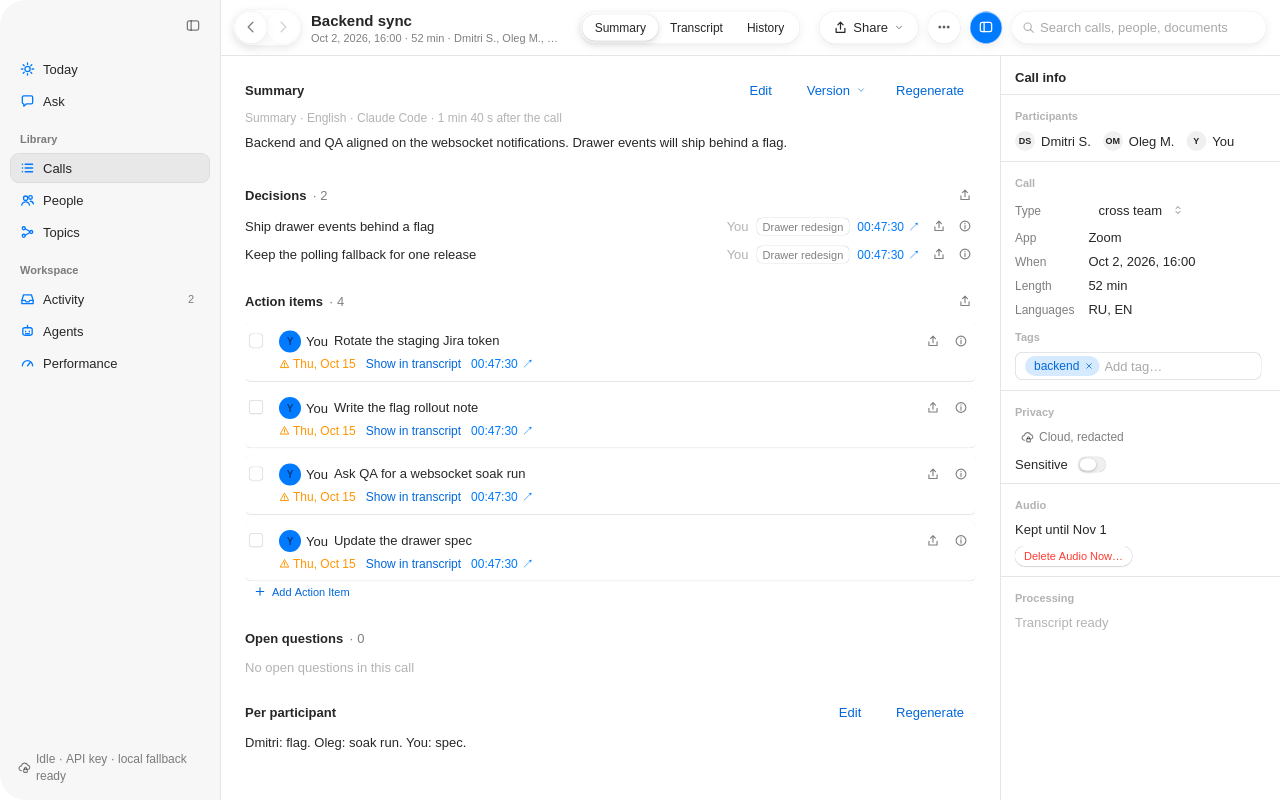 Today
Ask
Library
Calls
People
Topics
Workspace
Activity 2
Agents
Performance
Idle · API key · local fallback
ready
Backend sync
Oct 2, 2026, 16:00 · 52 min · Dmitri S., Oleg M., …
Summary Transcript History
Share
Search calls, people, documents
Summary Edit Version Regenerate
Summary · English · Claude Code · 1 min 40 s after the call
Backend and QA aligned on the websocket notifications. Drawer events will ship behind a flag.
Decisions · 2
Ship drawer events behind a flag You Drawer redesign 00:47:30
Keep the polling fallback for one release You Drawer redesign 00:47:30
Action items · 4
Y You Rotate the staging Jira token
Thu, Oct 15 Show in transcript 00:47:30
Y You Write the flag rollout note
Thu, Oct 15 Show in transcript 00:47:30
Y You Ask QA for a websocket soak run
Thu, Oct 15 Show in transcript 00:47:30
Y You Update the drawer spec
Thu, Oct 15 Show in transcript 00:47:30
Add Action Item
Open questions · 0
No open questions in this call
Per participant Edit Regenerate
Dmitri: flag. Oleg: soak run. You: spec.
Call info
Participants
DS Dmitri S. OM Oleg M. Y You
Call
Type cross team
App Zoom
When Oct 2, 2026, 16:00
Length 52 min
Languages RU, EN
Tags
backend × Add tag…
Privacy
Cloud, redacted
Sensitive
Audio
Kept until Nov 1
Delete Audio Now…
Processing
Transcript ready